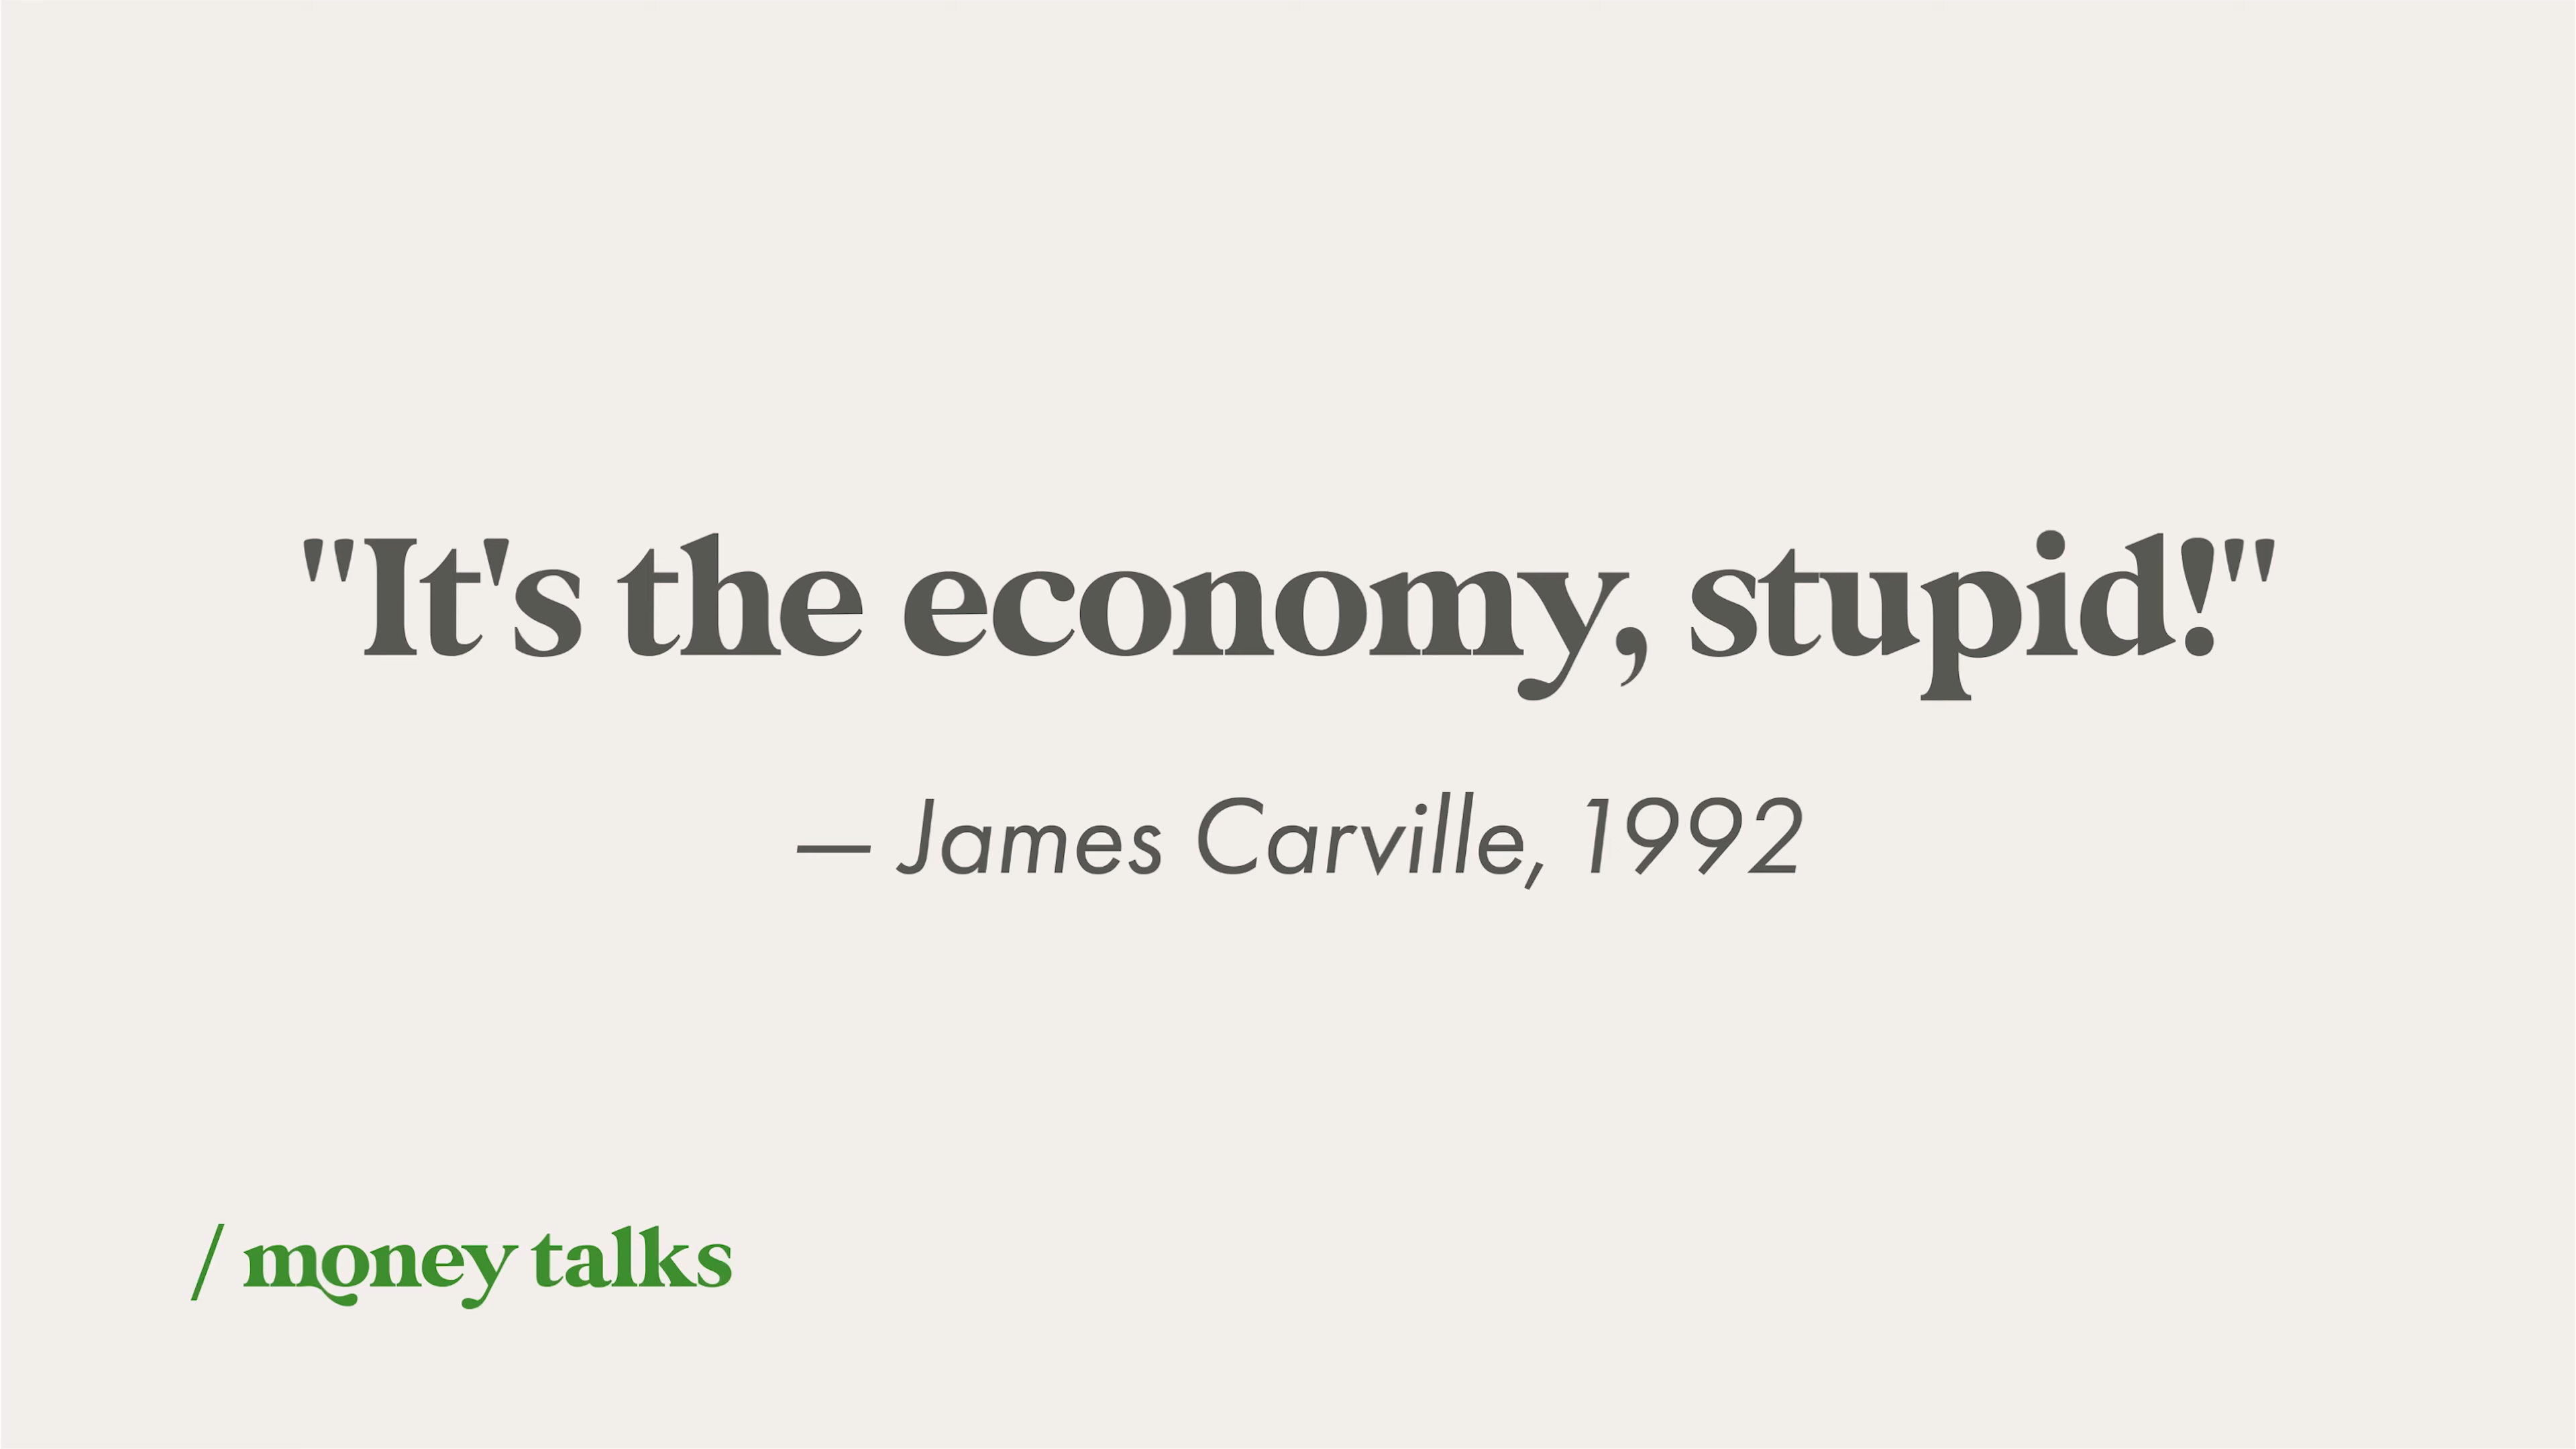 "It's the economy, stupid!"
— James Carville, 1992
/ money talks